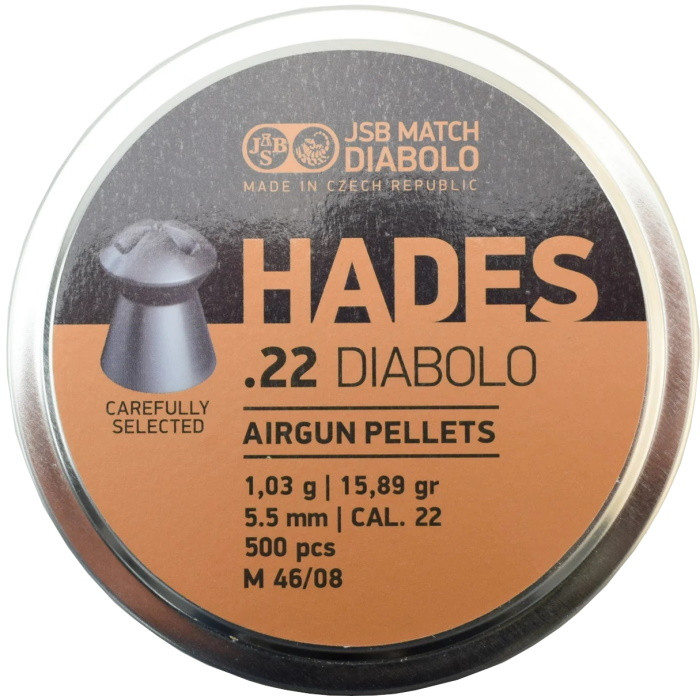 JASB
JSB MATCH
DIABOLO
MADE IN CZECH REPUBLIC
HADES
.22 DIABOLO
CAREFULLY
SELECTED
AIRGUN PELLETS
1,03 g | 15,89 gr
5.5 mm | CAL. 22
500 pcs
M 46/08